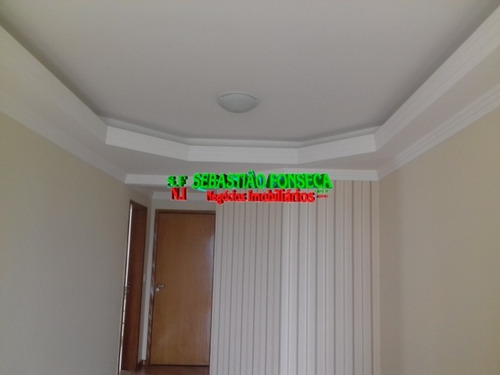 S.F SEBASTIÃO FONSECA
N.I Negócios Imobiliários